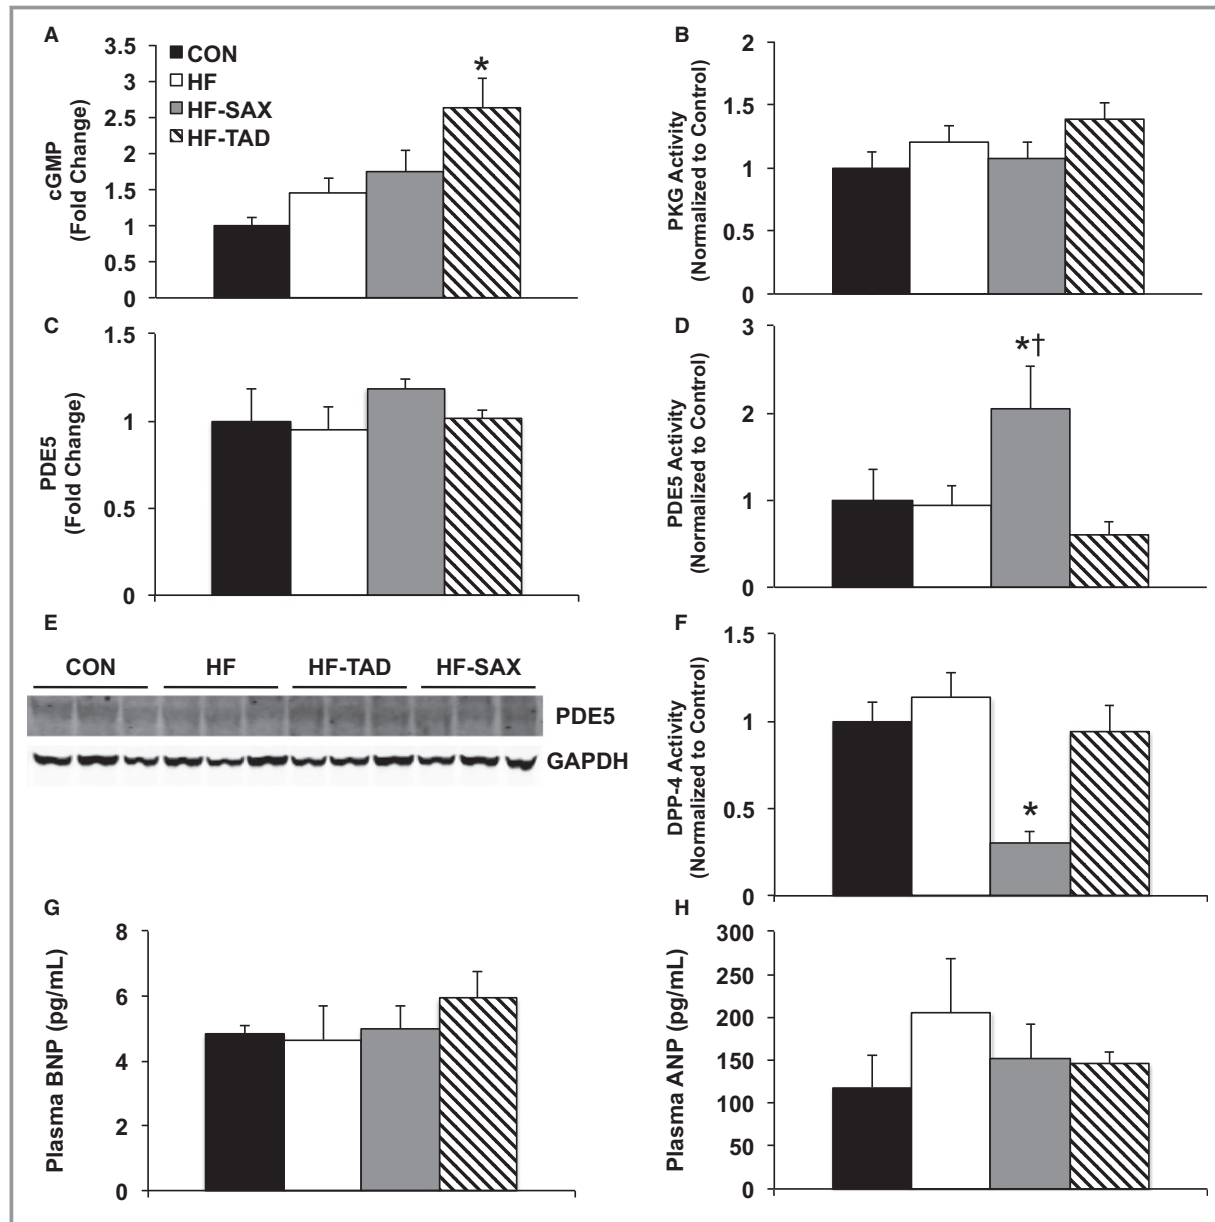 A
3.5
3
2.5
2
1.5
1
0.5
0
cGMP
(Fold Change)
CON
HF
HF-SAX
HF-TAD
*
B
2
1.5
1
0.5
0
PKG Activity
(Normalized to Control)
C
1.5
1
0.5
0
PDE5
(Fold Change)
D
3
2
1
0
PDE5 Activity
(Normalized to Control)
*†
E
CON HF HF-TAD HF-SAX
PDE5
GAPDH
F
1.5
1
0.5
0
DPP-4 Activity
(Normalized to Control)
*
G
8
6
4
2
0
Plasma BNP (pg/mL)
H
300
250
200
150
100
50
0
Plasma ANP (pg/mL)